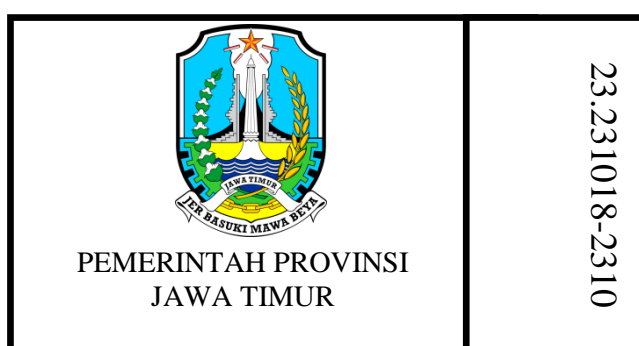 JAWA TIMUR
JER BASUKI MAWA BEYA
PEMERINTAH PROVINSI
JAWA TIMUR
23.231018-2310